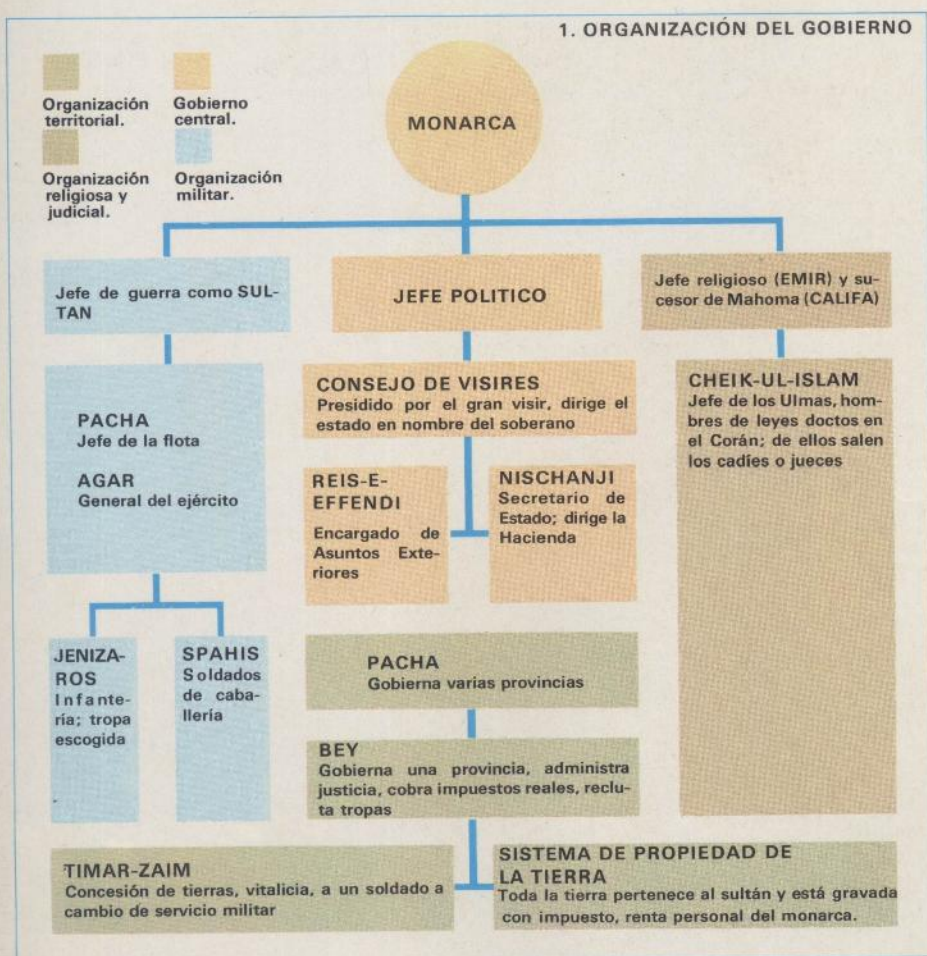 1. ORGANIZACIÓN DEL GOBIERNO
Organización
territorial.
Gobierno
central.
Organización
religiosa y
judicial.
Organización
militar.
MONARCA
Jefe de guerra como SUL-
TAN
JEFE POLITICO
Jefe religioso (EMIR) y su-
cesor de Mahoma (CALIFA)
PACHA
Jefe de la flota
AGAR
General del ejército
CONSEJO DE VISIRES
Presidido por el gran visir, dirige el
estado en nombre del soberano
CHEIK-UL-ISLAM
Jefe de los Ulmas, hom-
bres de leyes doctos en
el Corán; de ellos salen
los cadíes o jueces
REIS-E-
EFFENDI
Encargado de
Asuntos Exte-
riores
NISCHANJI
Secretario de
Estado; dirige la
Hacienda
JENIZA-
ROS
Infante-
ría; tropa
escogida
SPAHIS
Soldados
de caba-
llería
PACHA
Gobierna varias provincias
BEY
Gobierna una provincia, administra
justicia, cobra impuestos reales, reclu-
ta tropas
TIMAR-ZAIM
Concesión de tierras, vitalicia, a un soldado a
cambio de servicio militar
SISTEMA DE PROPIEDAD DE
LA TIERRA
Toda la tierra pertenece al sultán y está gravada
con impuesto, renta personal del monarca.